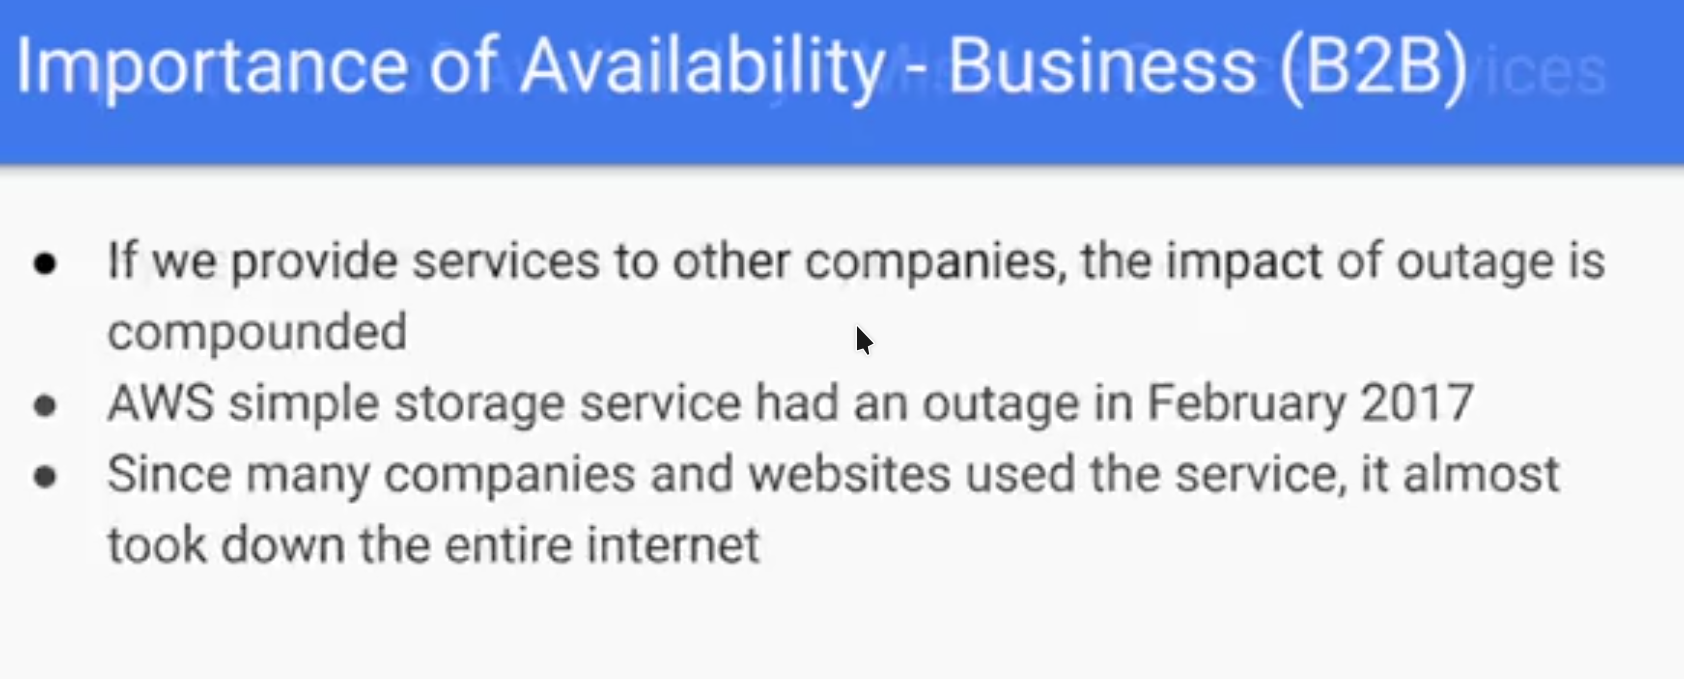 Importance of Availability - Business (B2B)
● If we provide services to other companies, the impact of outage is
compounded
● AWS simple storage service had an outage in February 2017
● Since many companies and websites used the service, it almost
took down the entire internet